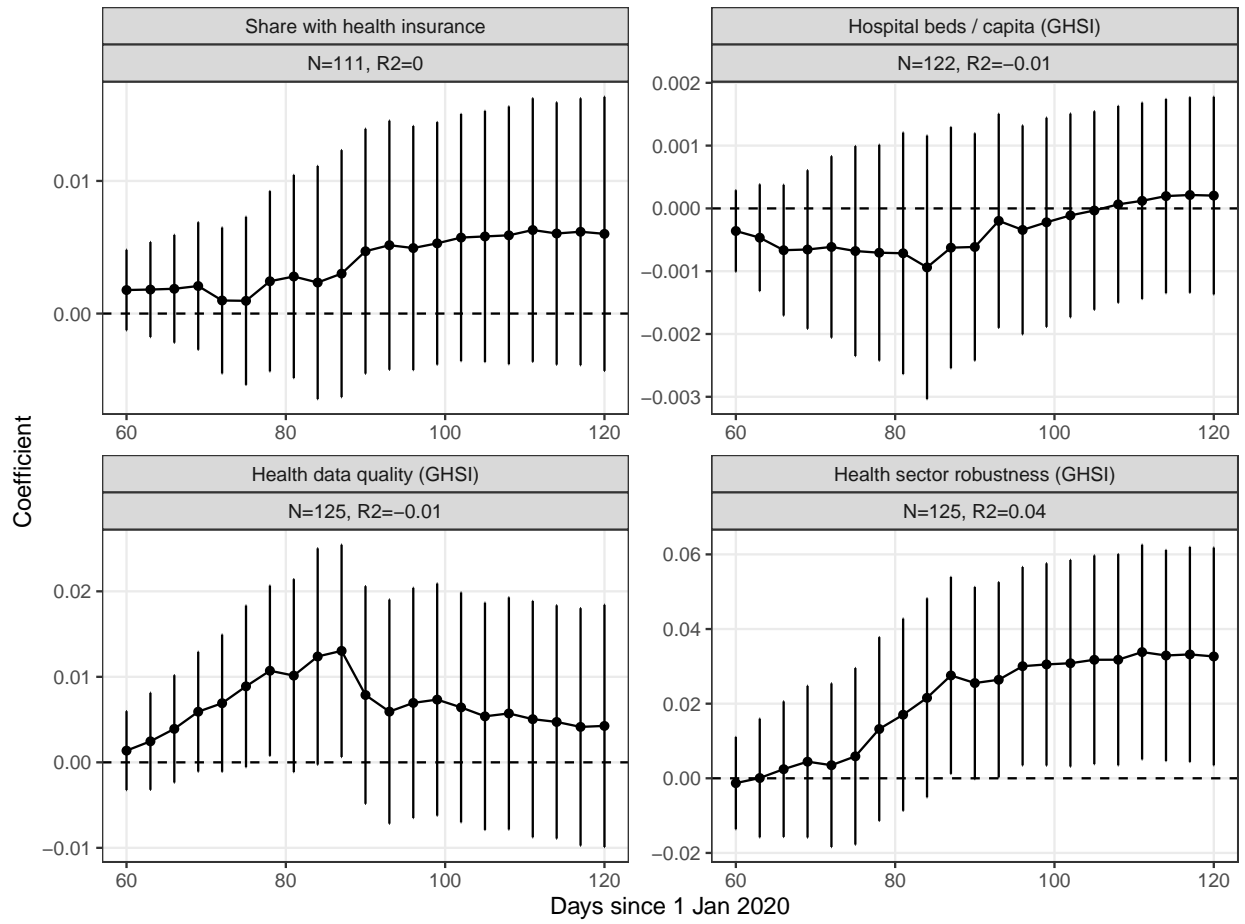 Share with health insurance
N=111, R2=0
0.01
0.00
60 80 100 120
Hospital beds / capita (GHSI)
N=122, R2=−0.01
0.002
0.001
0.000
−0.001
−0.002
−0.003
60 80 100 120
Coefficient
Health data quality (GHSI)
N=125, R2=−0.01
0.02
0.01
0.00
−0.01
60 80 100 120
Health sector robustness (GHSI)
N=125, R2=0.04
0.06
0.04
0.02
0.00
−0.02
60 80 100 120
Days since 1 Jan 2020